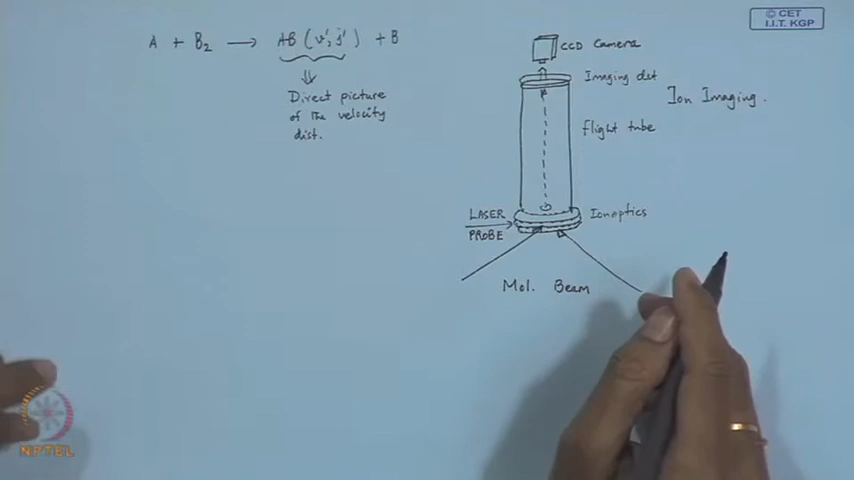 © CET
I.I.T. KGP
A + B2 → AB (v', j') + B
⇓
Direct picture
of the velocity
dist.
CCD Camera
Imaging det
Ion Imaging.
flight tube
LASER
PROBE
Ionoptics
Mol. Beam
NPTEL